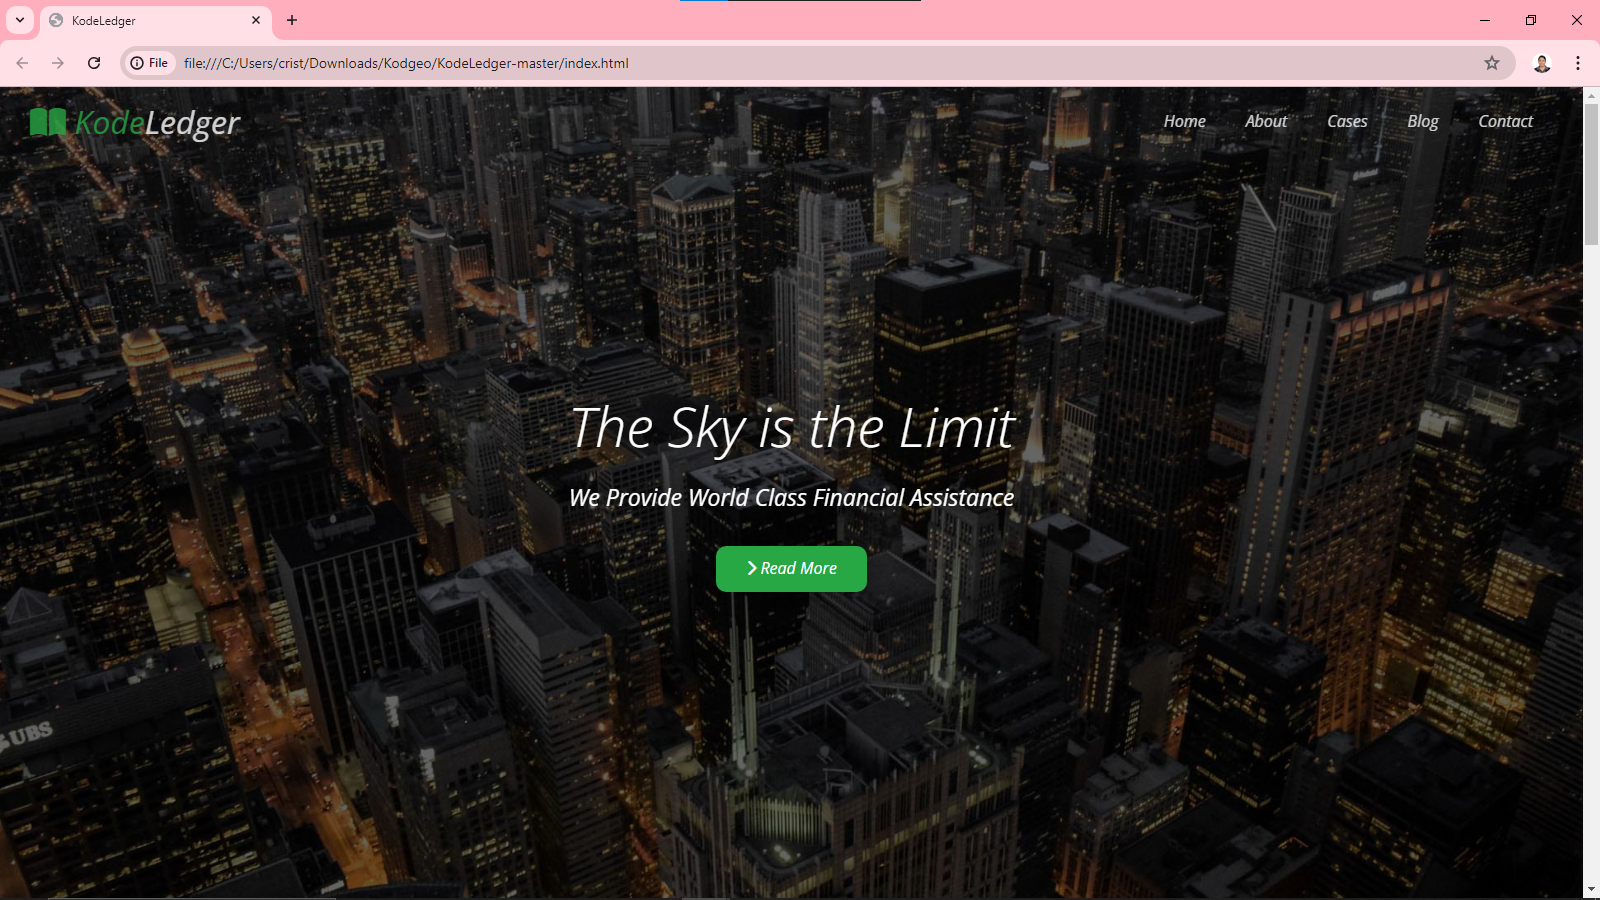 KodeLedger
File
file:///C:/Users/crist/Downloads/Kodgeo/KodeLedger-master/index.html
KodeLedger
Home
About
Cases
Blog
Contact
The Sky is the Limit
We Provide World Class Financial Assistance
Read More
UBS